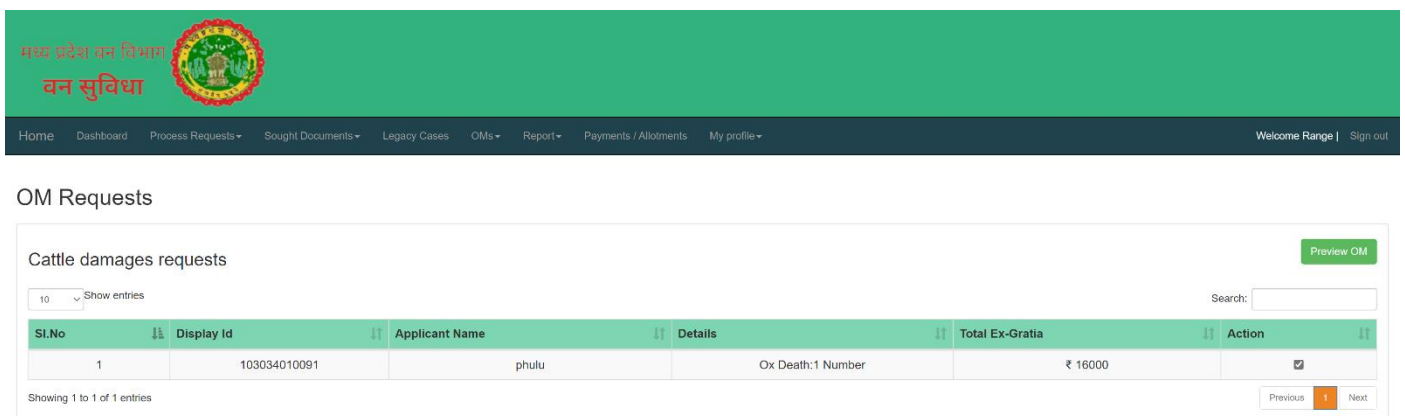 मध्य प्रदेश वन विभाग
वन सुविधा
Home Dashboard Process Requests Sought Documents Legacy Cases OMs Report Payments / Allotments My profile Welcome Range | Sign out
OM Requests
Cattle damages requests Preview OM
10 Show entries Search:
Sl.No Display Id Applicant Name Details Total Ex-Gratia Action
1 103034010091 phulu Ox Death:1 Number ₹ 16000
Showing 1 to 1 of 1 entries Previous 1 Next